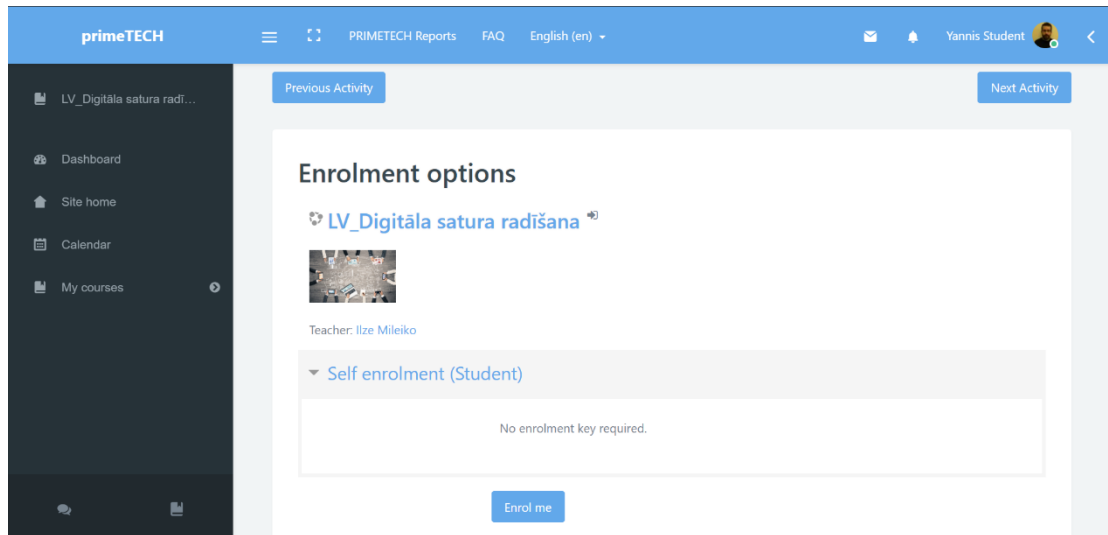 primeTECH
PRIMETECH Reports FAQ English (en)
Yannis Student
LV_Digitāla satura radī...
Dashboard
Site home
Calendar
My courses
Previous Activity
Next Activity
Enrolment options
LV_Digitāla satura radīšana
Teacher: Ilze Mileiko
Self enrolment (Student)
No enrolment key required.
Enrol me